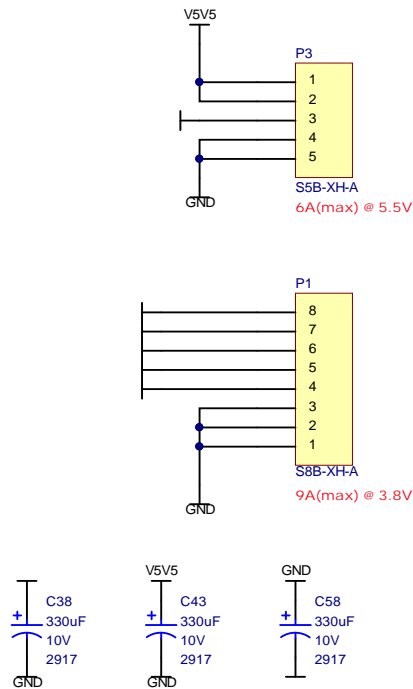 V5V5
P3
1
2
3
4
5
GND
S5B-XH-A
6A(max) @ 5.5V
P1
8
7
6
5
4
3
2
1
GND
S8B-XH-A
9A(max) @ 3.8V
V5V5 GND
C38 C43 C58
+ 330uF + 330uF + 330uF
10V 10V 10V
2917 2917 2917
GND GND